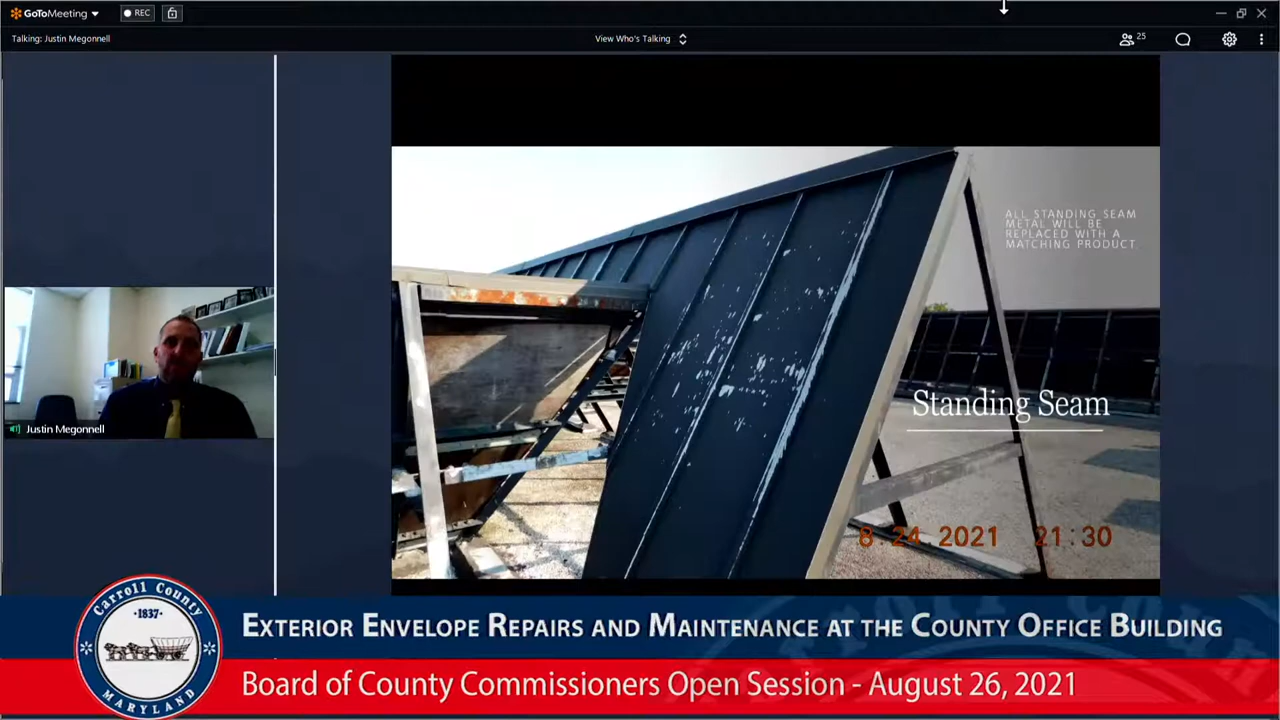 GoToMeeting
REC
Talking: Justin Megonnell
View Who's Talking
25
ALL STANDING SEAM
METAL WILL BE
REPLACED WITH A
MATCHING PRODUCT.
Standing Seam
8 24 2021 21:30
Justin Megonnell
Carroll County
1837
MARYLAND
EXTERIOR ENVELOPE REPAIRS AND MAINTENANCE AT THE COUNTY OFFICE BUILDING
Board of County Commissioners Open Session - August 26, 2021